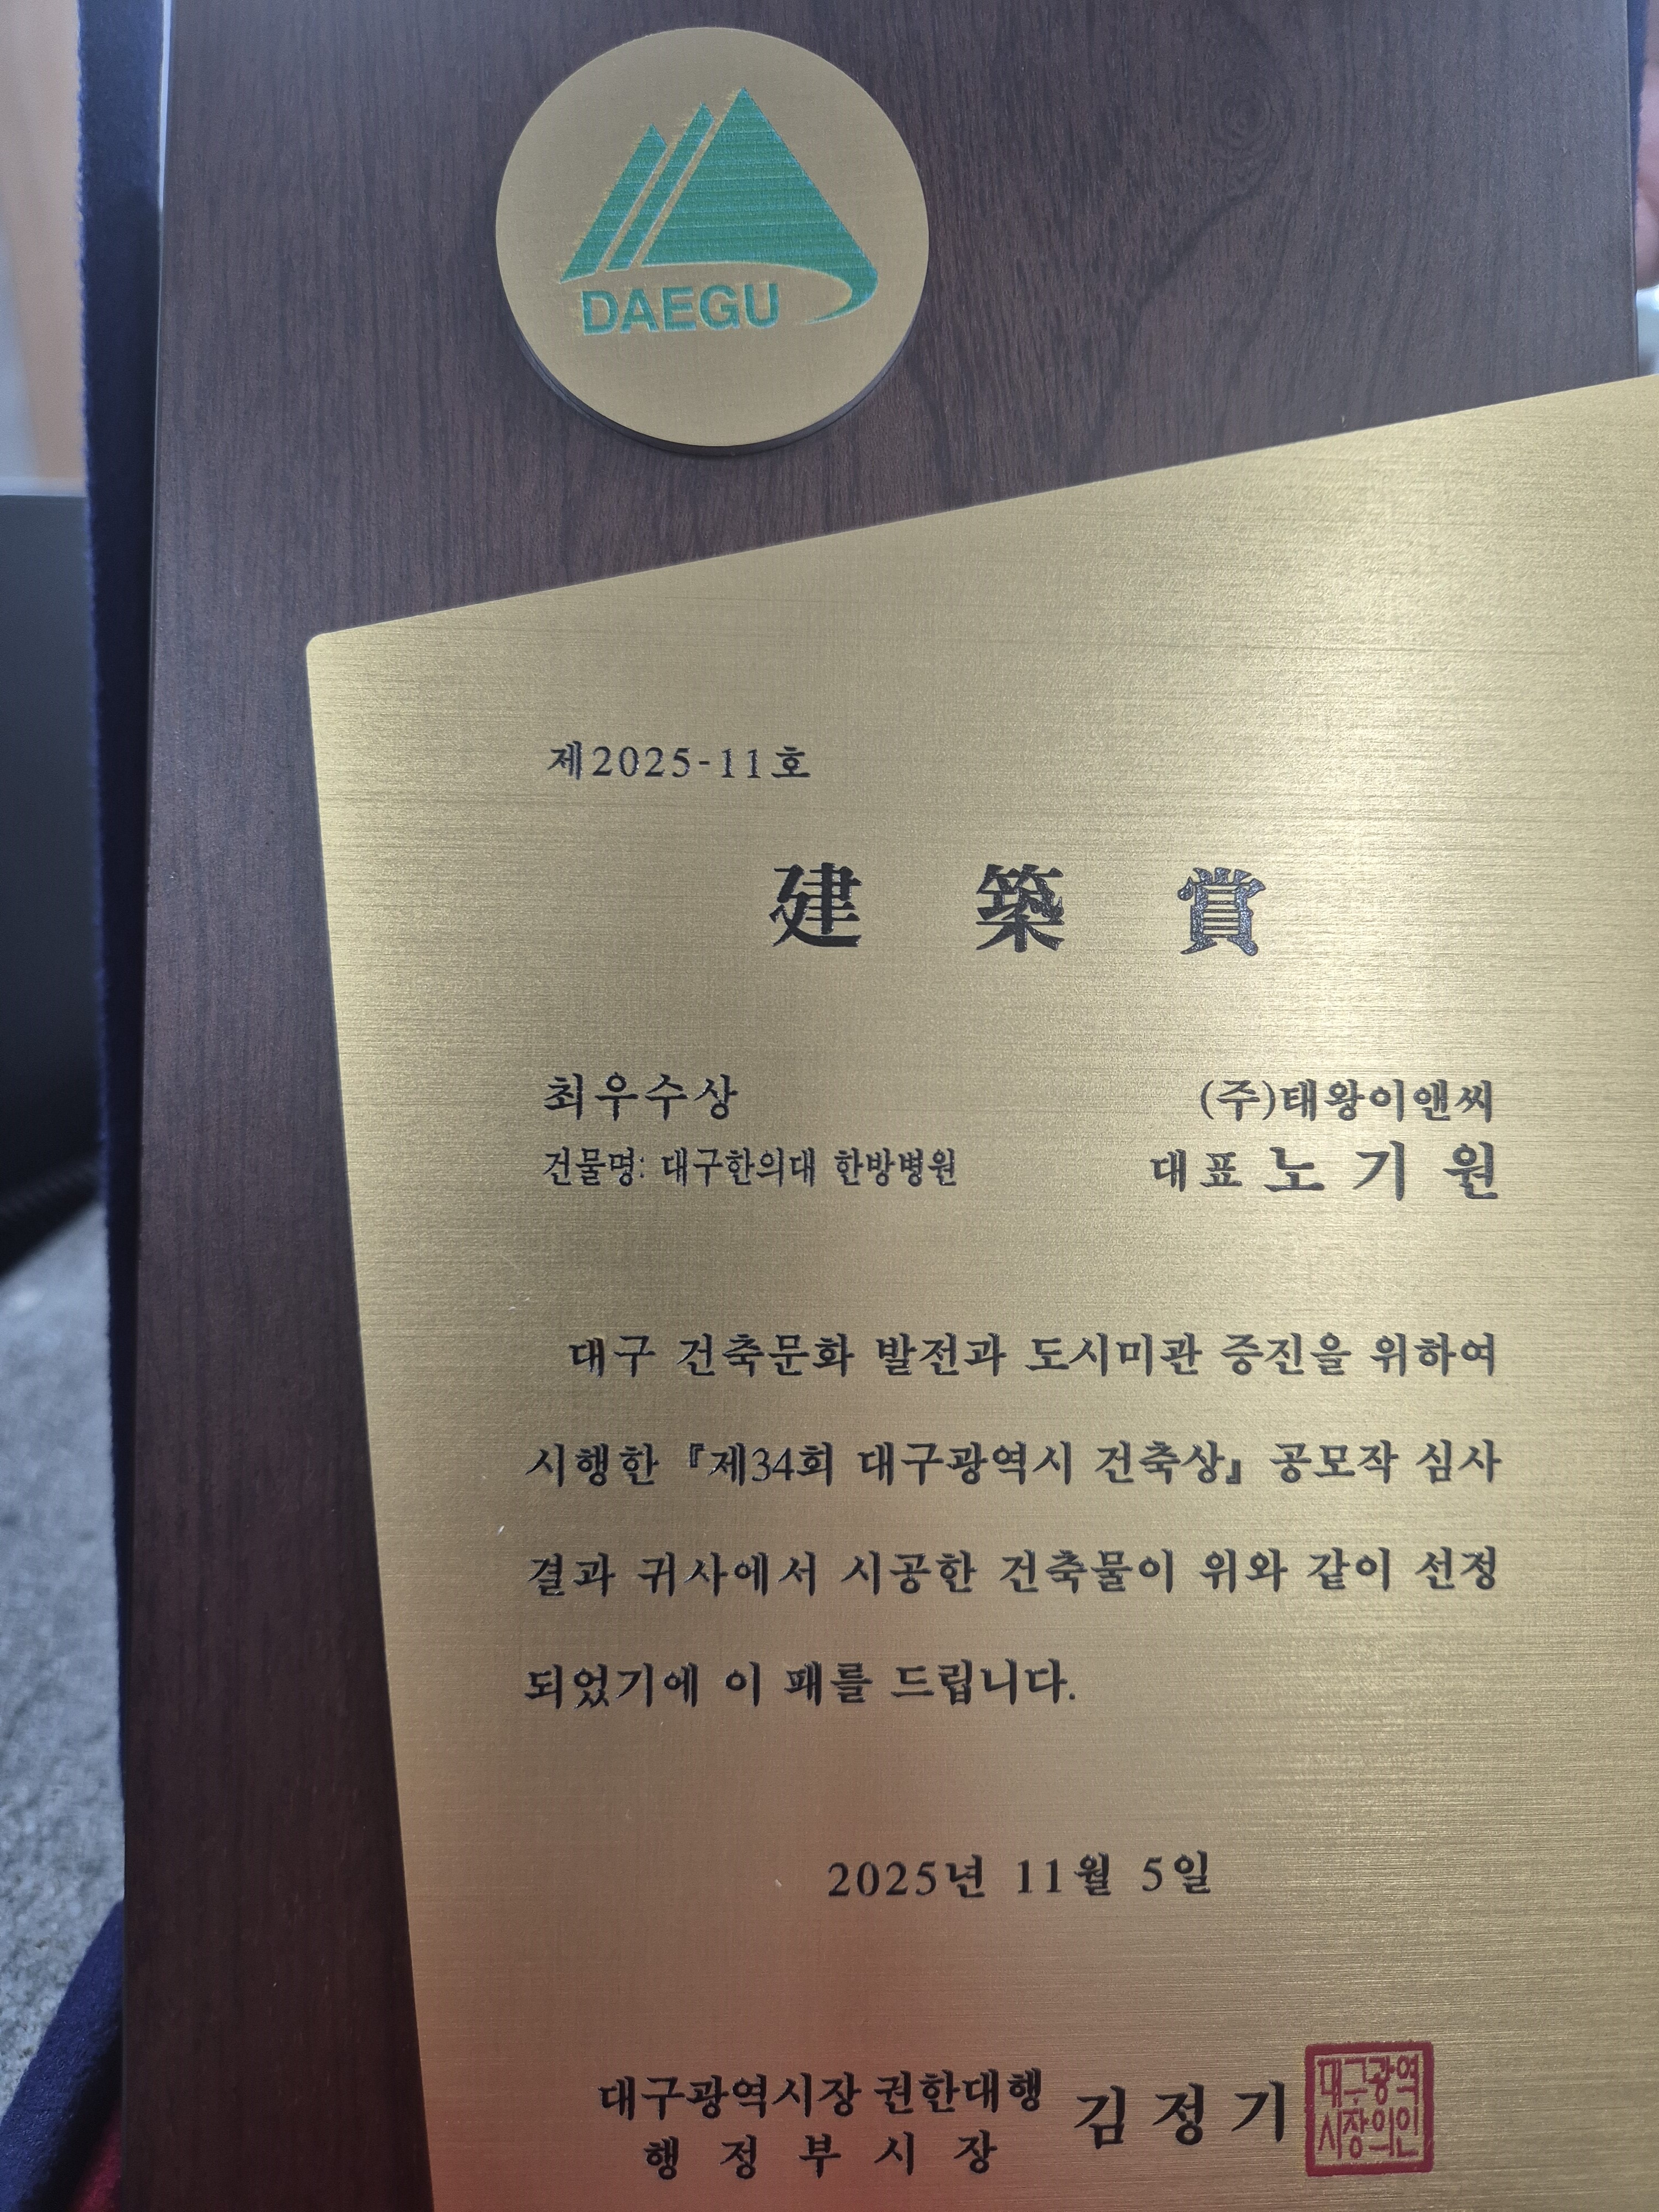 DAEGU
제2025-11호
建 築 賞
최우수상 (주)태왕이앤씨
건물명: 대구한의대 한방병원 대표 노 기 원
대구 건축문화 발전과 도시미관 증진을 위하여
시행한 『제34회 대구광역시 건축상』 공모작 심사
결과 귀사에서 시공한 건축물이 위와 같이 선정
되었기에 이 패를 드립니다.
2025년 11월 5일
대구광역시장 권한대행 김 정 기
행 정 부 시 장
대구광역
시장의인